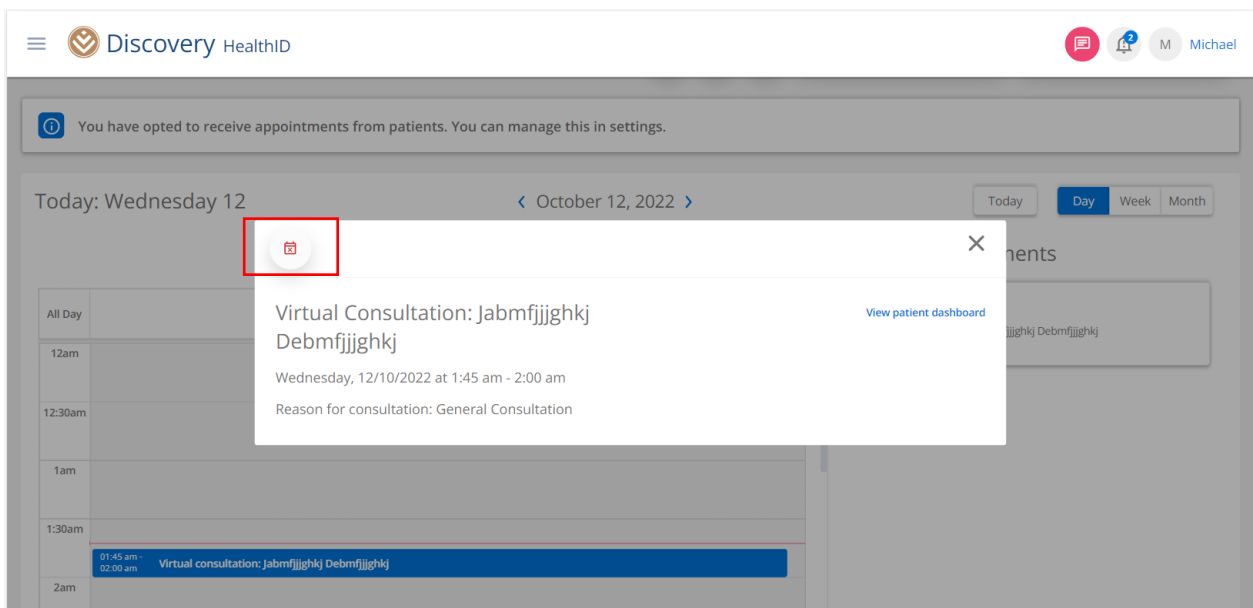 Discovery HealthID
2
M
Michael
You have opted to receive appointments from patients. You can manage this in settings.
Today: Wednesday 12
October 12, 2022
Today
Day
Week
Month
nents
Virtual Consultation: Jabmfjjjghkj
Debmfjjjghkj
View patient dashboard
Wednesday, 12/10/2022 at 1:45 am - 2:00 am
Reason for consultation: General Consultation
jjjghkj Debmfjjjghkj
All Day
12am
12:30am
1am
1:30am
01:45 am -
02:00 am
Virtual consultation: Jabmfjjjghkj Debmfjjjghkj
2am